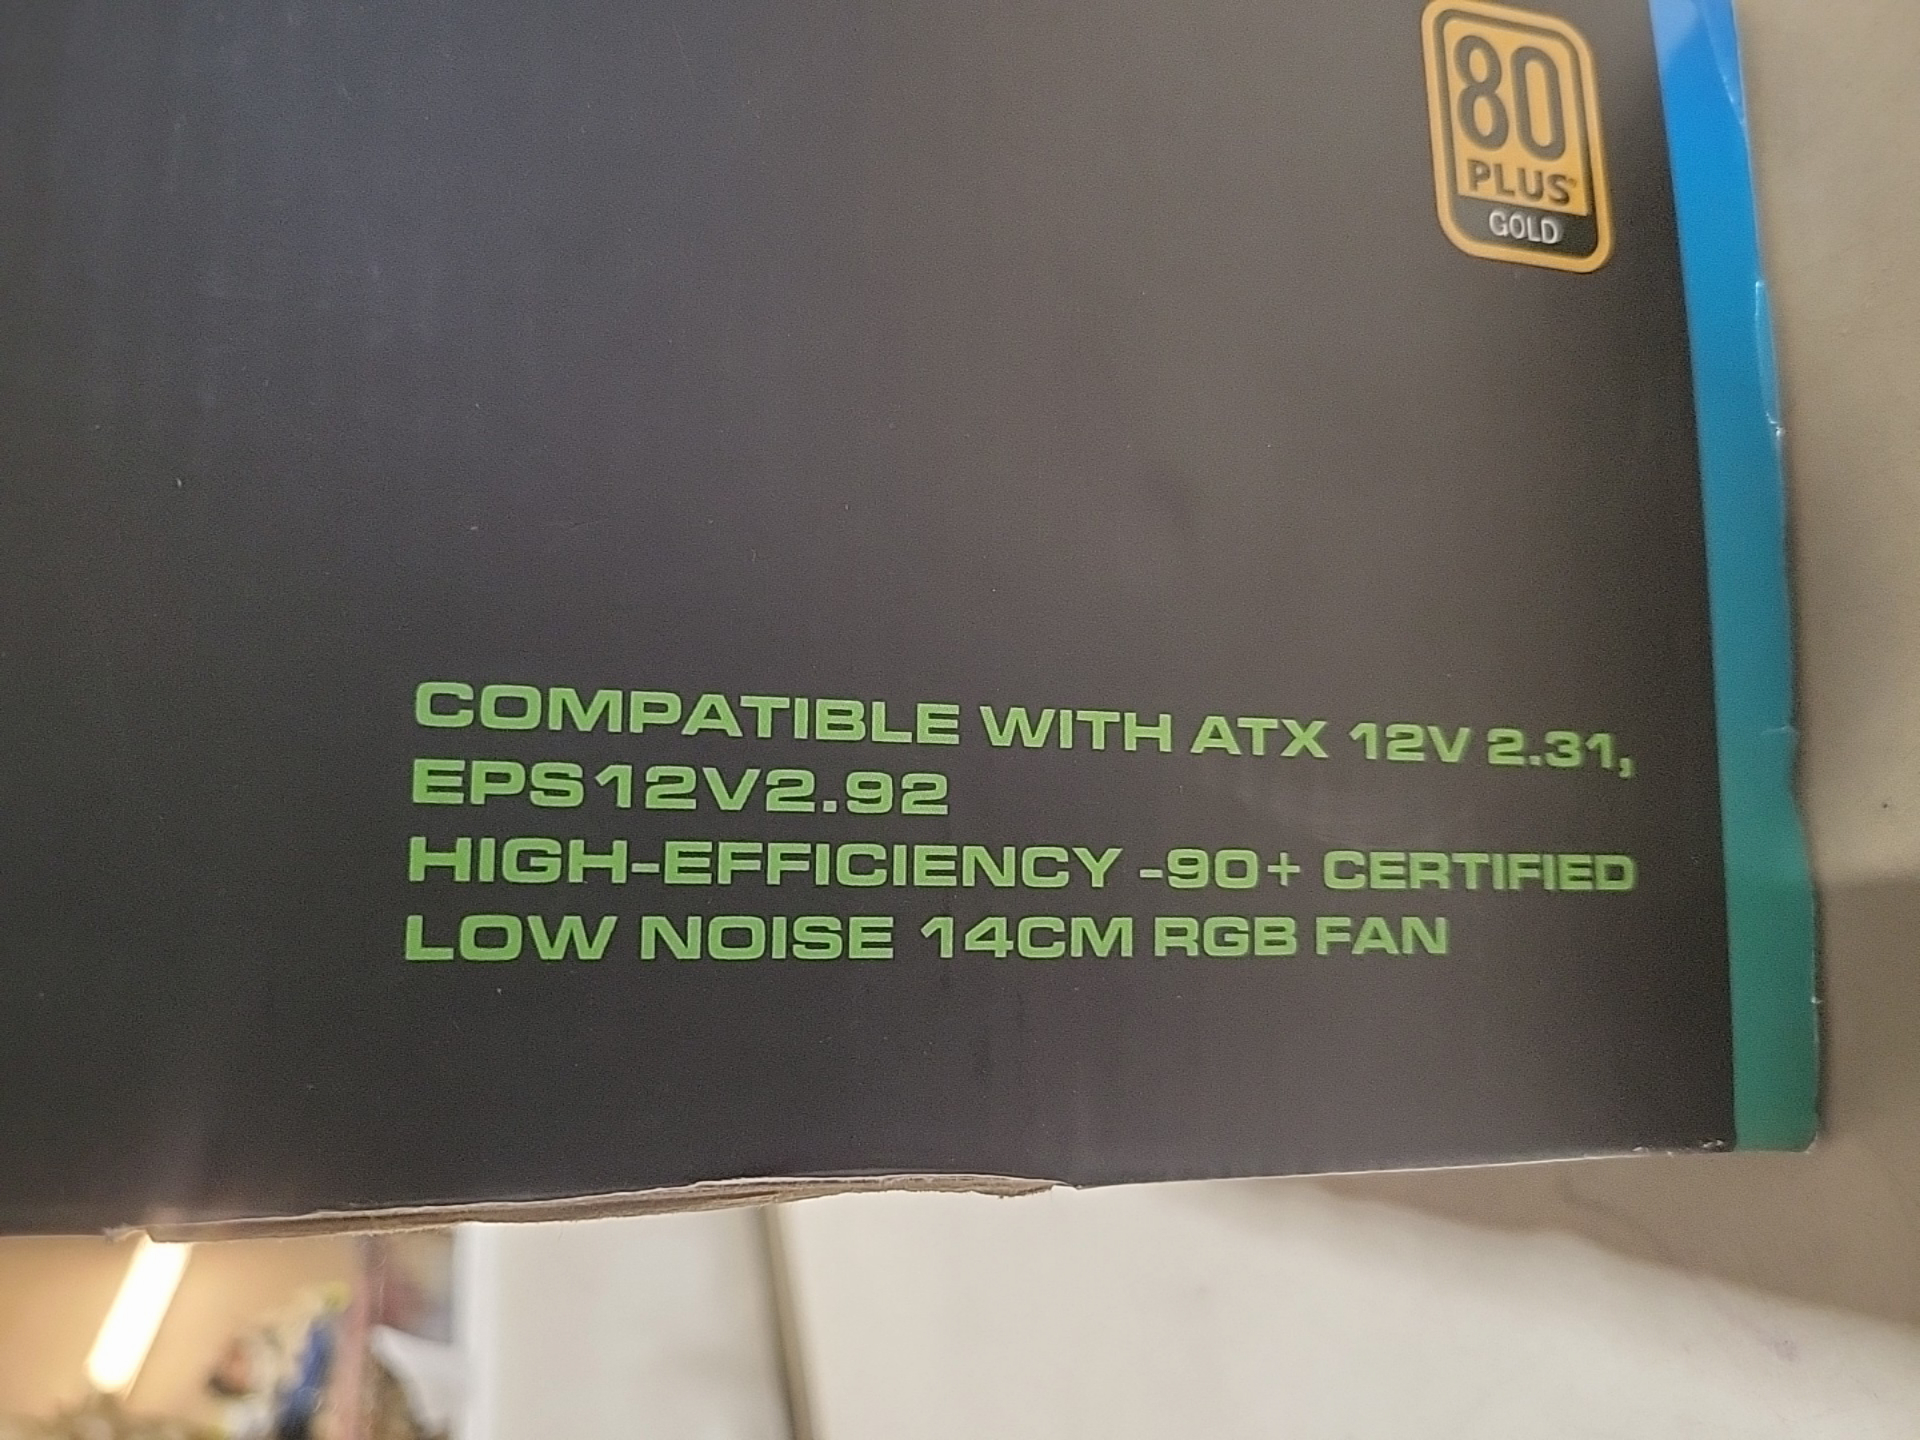 80
PLUS
GOLD
COMPATIBLE WITH ATX 12V 2.31,
EPS12V2.92
HIGH-EFFICIENCY -90+ CERTIFIED
LOW NOISE 14CM RGB FAN